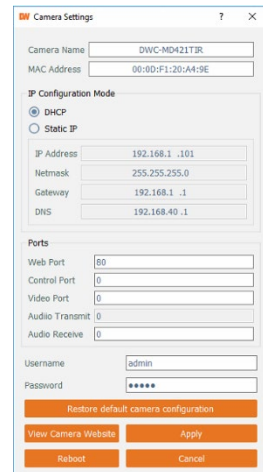 DW Camera Settings ? ×
Camera Name DWC-MD421TIR
MAC Address 00:0D:F1:20:A4:9E
IP Configuration Mode
DHCP
Static IP
IP Address 192.168.1 .101
Netmask 255.255.255.0
Gateway 192.168.1 .1
DNS 192.168.40 .1
Ports
Web Port 80
Control Port 0
Video Port 0
Audiio Transmit 0
Audio Receive 0
Username admin
Password •••••
Restore default camera configuration
View Camera Website Apply
Reboot Cancel